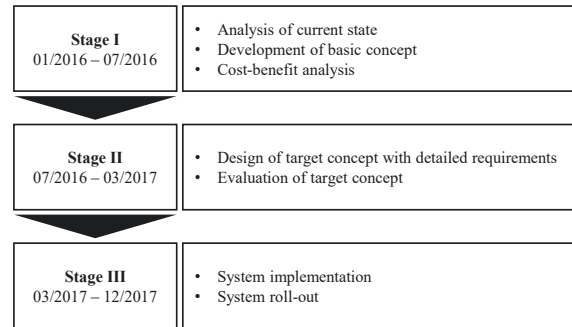 Stage I
01/2016 – 07/2016
• Analysis of current state
• Development of basic concept
• Cost-benefit analysis
Stage II
07/2016 – 03/2017
• Design of target concept with detailed requirements
• Evaluation of target concept
Stage III
03/2017 – 12/2017
• System implementation
• System roll-out